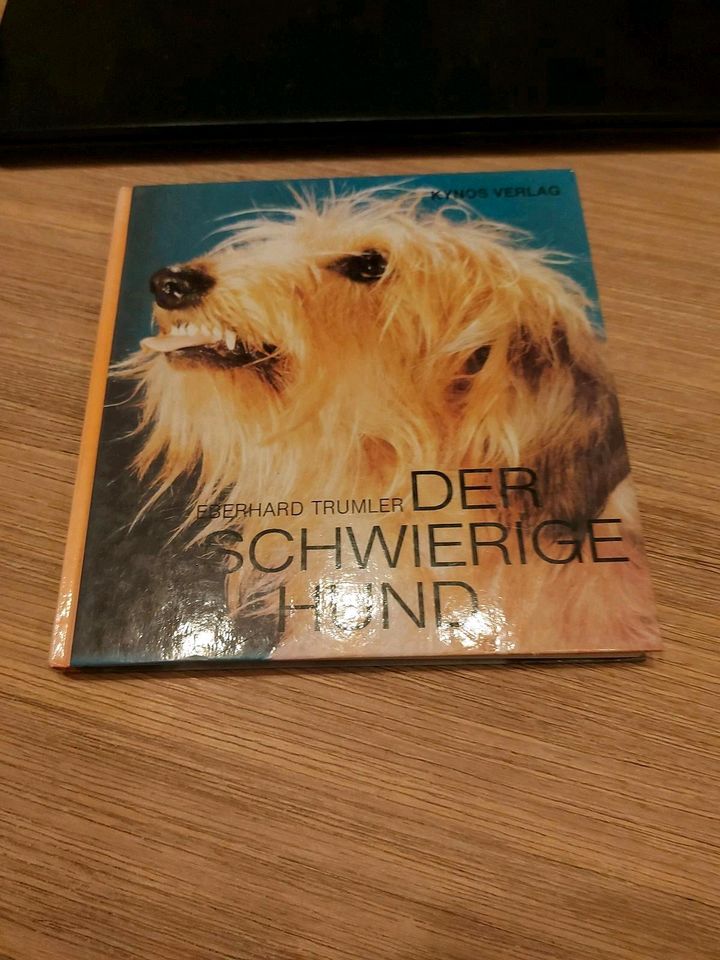 KYNOS VERLAG
EBERHARD TRUMLER DER
SCHWIERIGE
HUND